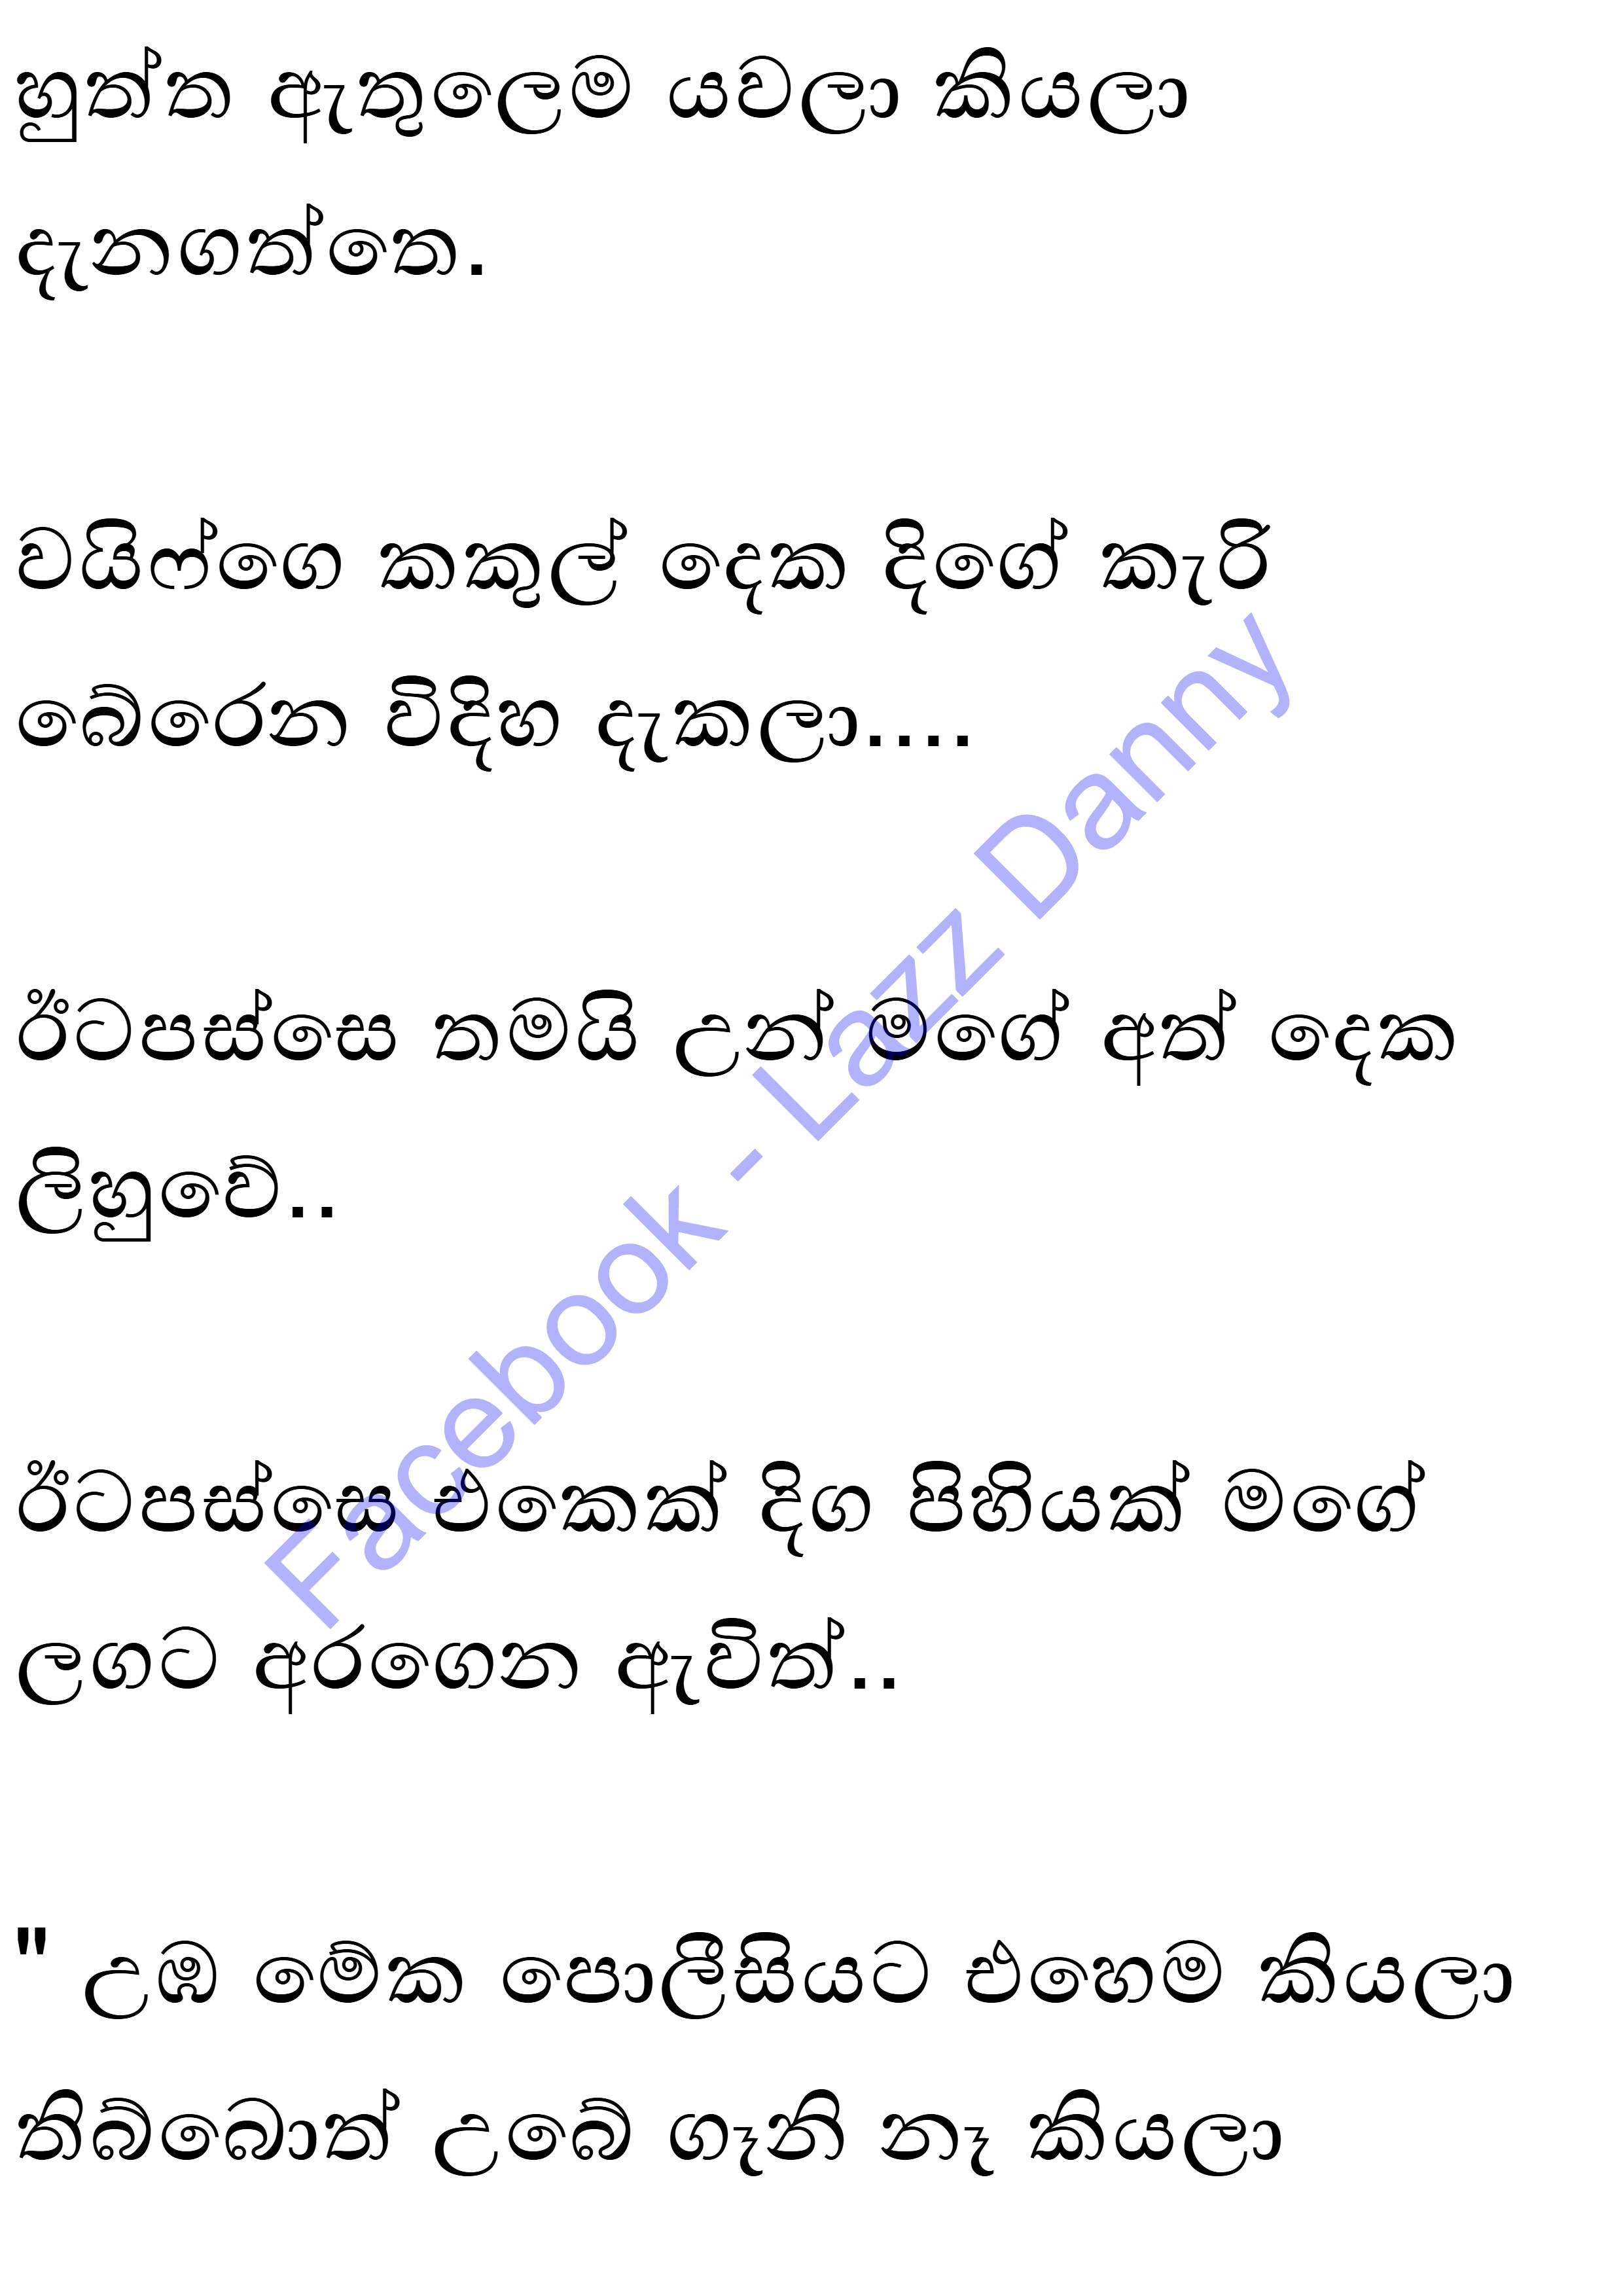 හුත්ත ඇතුලෙම යවලා කියලා
දැනගත්තෙ.
වයිෆ්ගෙ කකුල් දෙක දිගේ කැරි
බේරෙන විදිහ දැකලා....
ඊටපස්සෙ තමයි උන් මගේ අත් දෙක
ලිහුවේ..
ඊටපස්සෙ එකෙක් දිග පිහියක් මගේ
ලගට අරගෙන ඇවිත්..
" උඹ මේක පොලීසියට එහෙම කියලා
තිබ්බොත් උබේ ගෑනි නෑ කියලා
Facebook - Lazz Danny